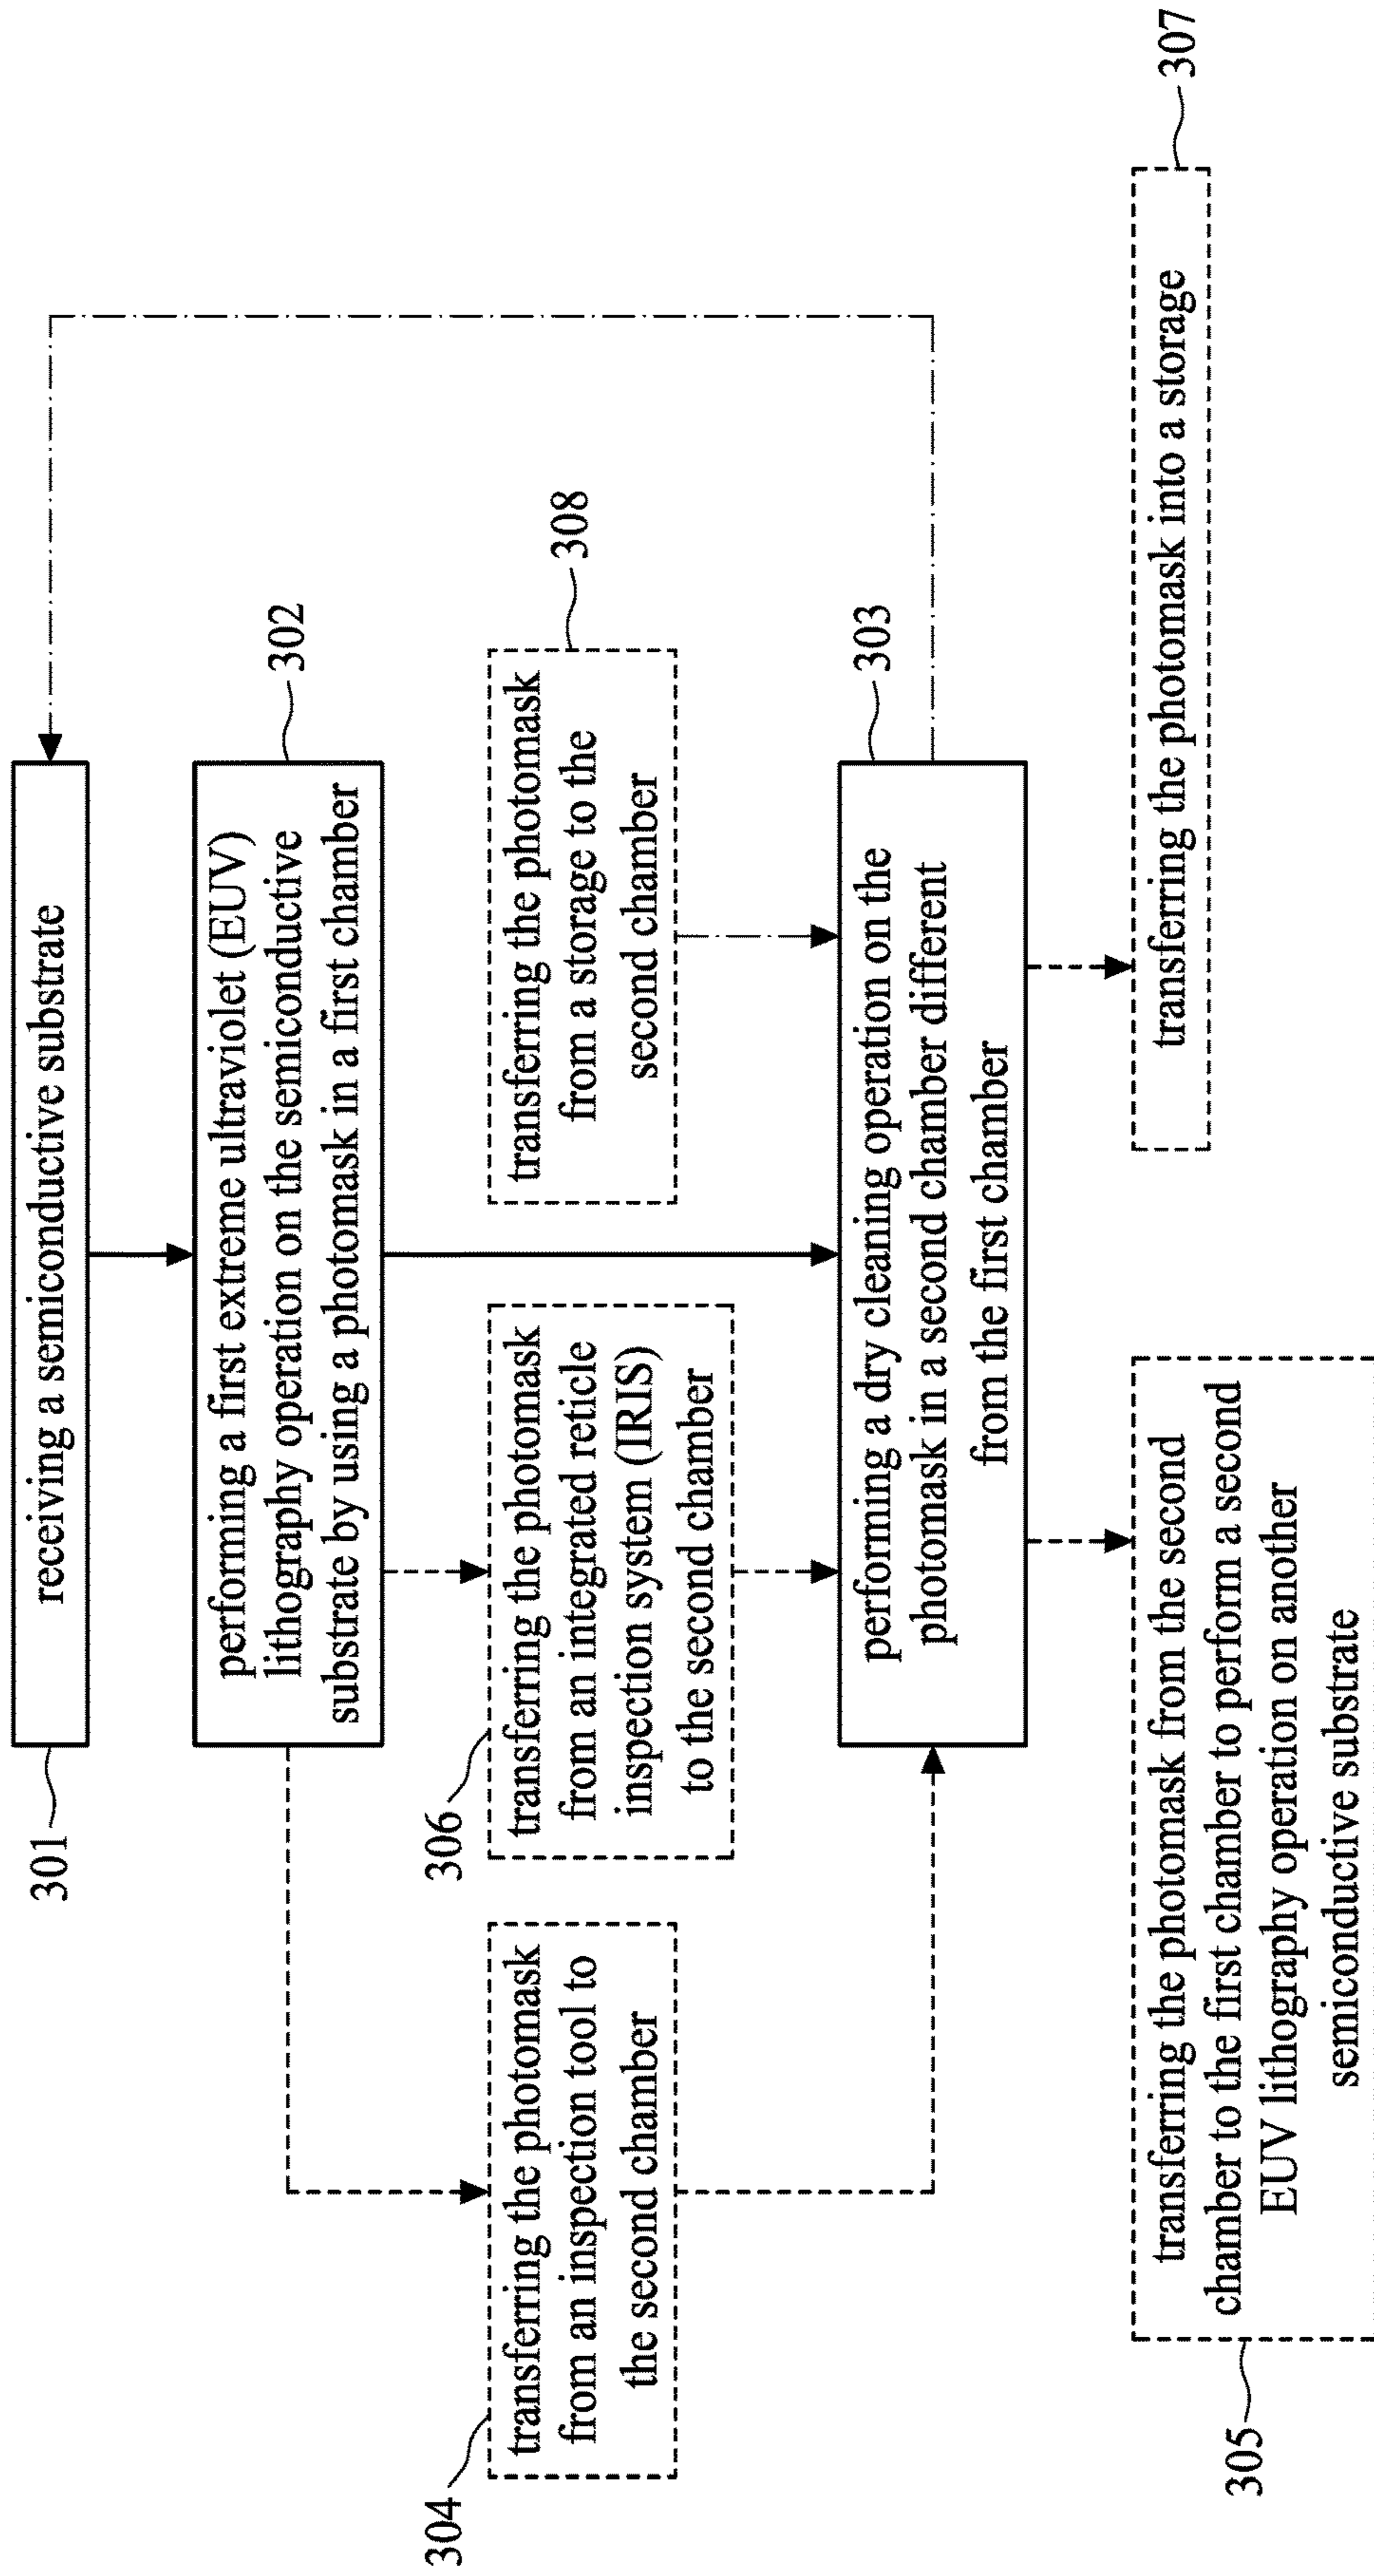 301
receiving a semiconductive substrate
302
performing a first extreme ultraviolet (EUV)
lithography operation on the semiconductive
substrate by using a photomask in a first chamber
304
transferring the photomask
from an inspection tool to
the second chamber
306
transferring the photomask
from an integrated reticle
inspection system (IRIS)
to the second chamber
308
transferring the photomask
from a storage to the
second chamber
303
performing a dry cleaning operation on the
photomask in a second chamber different
from the first chamber
305
transferring the photomask from the second
chamber to the first chamber to perform a second
EUV lithography operation on another
semiconductive substrate
307
transferring the photomask into a storage